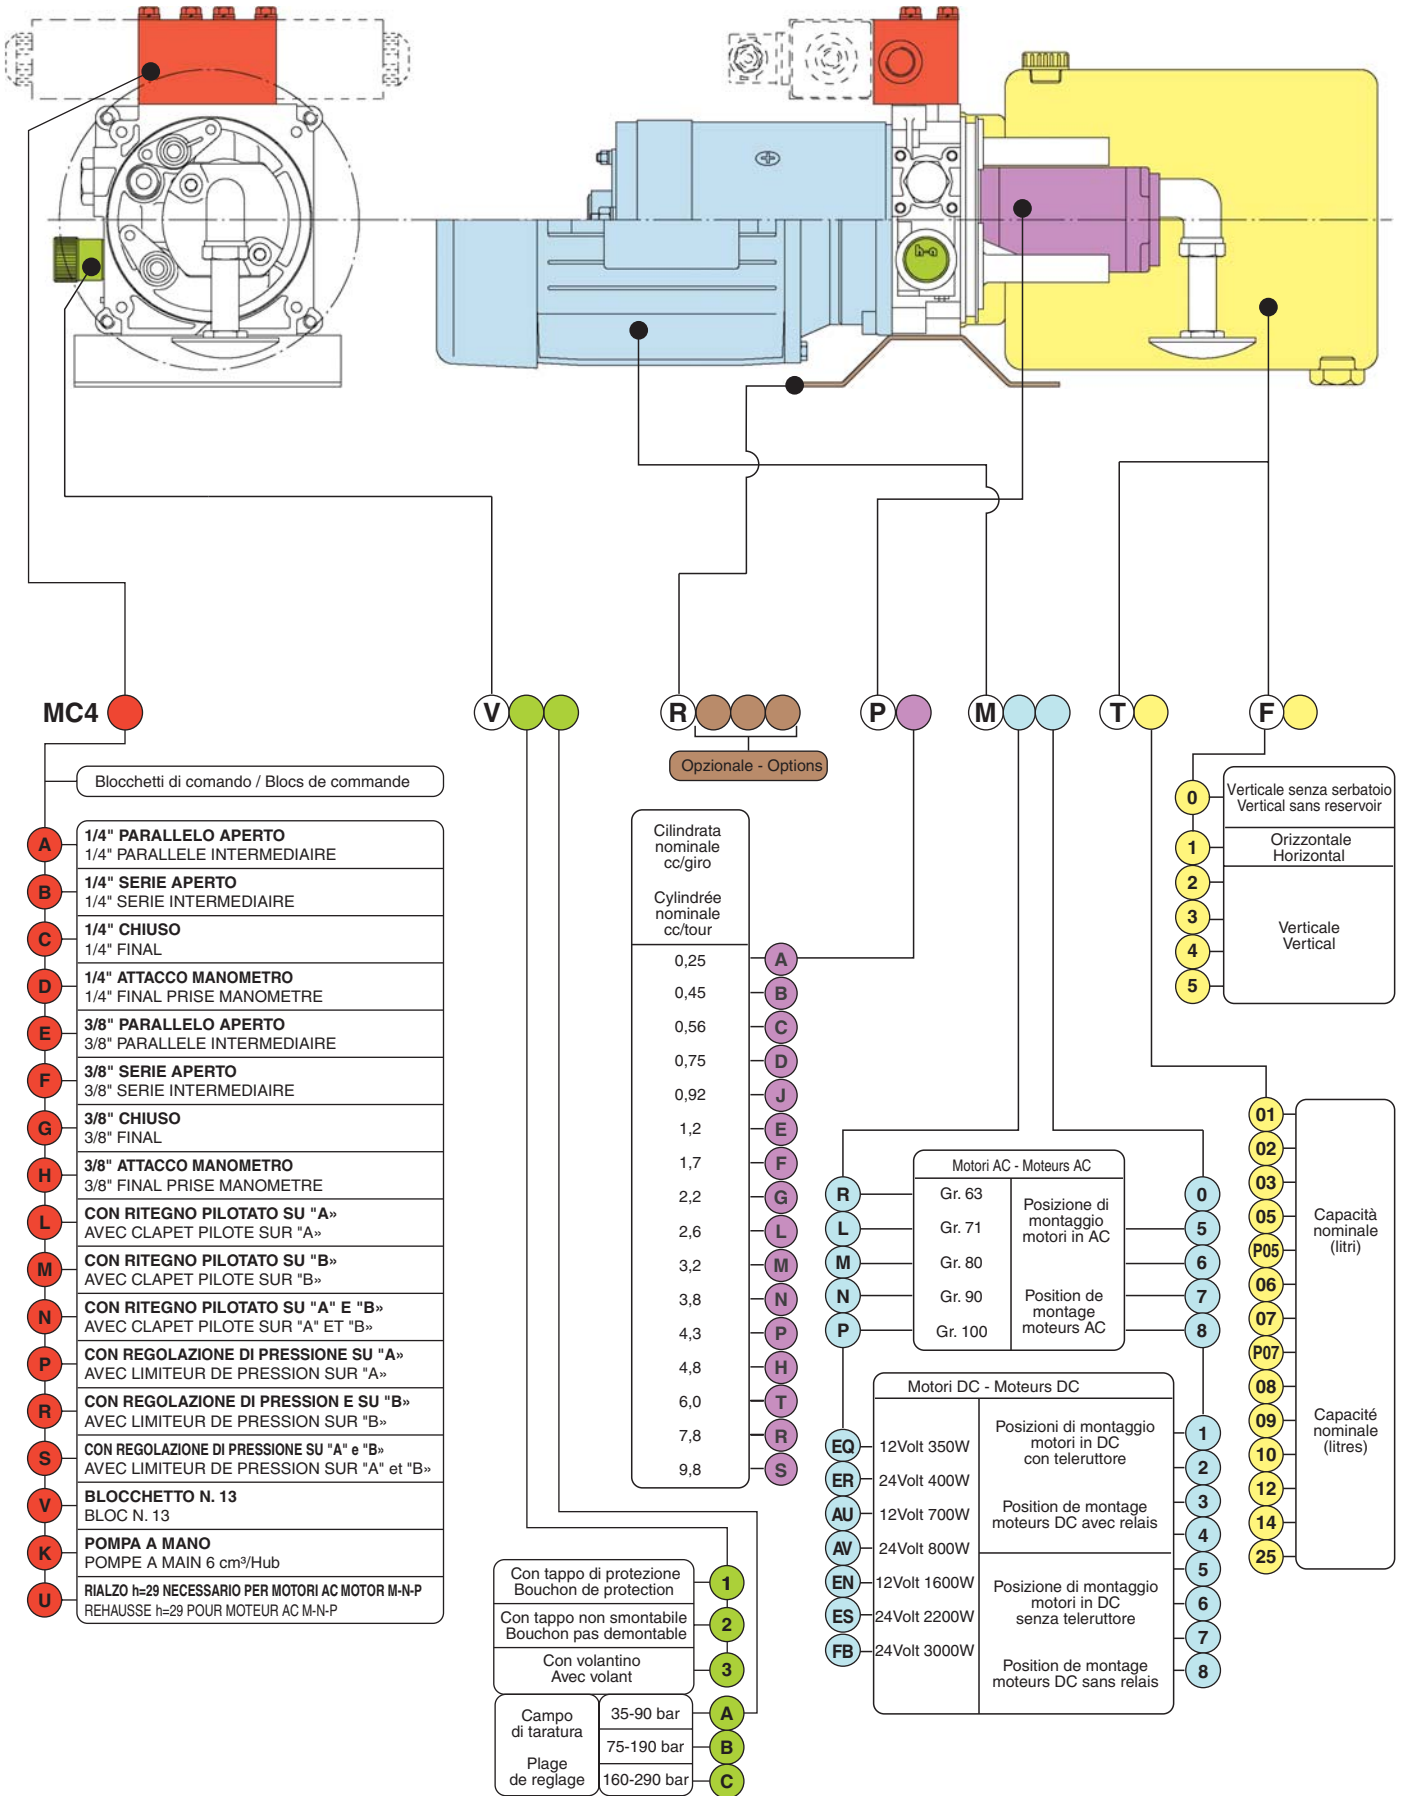 h-a
MC4
V
R
P
M
T
F
Opzionale - Options
Blocchetti di comando / Blocs de commande
A
1/4" PARALLELO APERTO
1/4" PARALLELE INTERMEDIAIRE
B
1/4" SERIE APERTO
1/4" SERIE INTERMEDIAIRE
C
1/4" CHIUSO
1/4" FINAL
D
1/4" ATTACCO MANOMETRO
1/4" FINAL PRISE MANOMETRE
E
3/8" PARALLELO APERTO
3/8" PARALLELE INTERMEDIAIRE
F
3/8" SERIE APERTO
3/8" SERIE INTERMEDIAIRE
G
3/8" CHIUSO
3/8" FINAL
H
3/8" ATTACCO MANOMETRO
3/8" FINAL PRISE MANOMETRE
L
CON RITEGNO PILOTATO SU "A»
AVEC CLAPET PILOTE SUR "A»
M
CON RITEGNO PILOTATO SU "B»
AVEC CLAPET PILOTE SUR "B»
N
CON RITEGNO PILOTATO SU "A" E "B»
AVEC CLAPET PILOTE SUR "A" ET "B»
P
CON REGOLAZIONE DI PRESSIONE SU "A»
AVEC LIMITEUR DE PRESSION SUR "A»
R
CON REGOLAZIONE DI PRESSION E SU "B»
AVEC LIMITEUR DE PRESSION SUR "B»
S
CON REGOLAZIONE DI PRESSIONE SU "A" e "B»
AVEC LIMITEUR DE PRESSION SUR "A" et "B»
V
BLOCCHETTO N. 13
BLOC N. 13
K
POMPA A MANO
POMPE A MAIN 6 cm³/Hub
U
RIALZO h=29 NECESSARIO PER MOTORI AC MOTOR M-N-P
REHAUSSE h=29 POUR MOTEUR AC M-N-P
Con tappo di protezione
Bouchon de protection
1
Con tappo non smontabile
Bouchon pas demontable
2
Con volantino
Avec volant
3
Campo
di taratura
Plage
de reglage
35-90 bar
A
75-190 bar
B
160-290 bar
C
Cilindrata
nominale
cc/giro
Cylindrée
nominale
cc/tour
0,25
A
0,45
B
0,56
C
0,75
D
0,92
J
1,2
E
1,7
F
2,2
G
2,6
L
3,2
M
3,8
N
4,3
P
4,8
H
6,0
T
7,8
R
9,8
S
Motori AC - Moteurs AC
R
Gr. 63
L
Gr. 71
M
Gr. 80
N
Gr. 90
P
Gr. 100
Posizione di
montaggio
motori in AC
Position de
montage
moteurs AC
0
5
6
7
8
Motori DC - Moteurs DC
EQ
12Volt 350W
ER
24Volt 400W
AU
12Volt 700W
AV
24Volt 800W
EN
12Volt 1600W
ES
24Volt 2200W
FB
24Volt 3000W
Posizioni di montaggio
motori in DC
con teleruttore
Position de montage
moteurs DC avec relais
1
2
3
4
Posizione di montaggio
motori in DC
senza teleruttore
Position de montage
moteurs DC sans relais
5
6
7
8
0
Verticale senza serbatoio
Vertical sans reservoir
1
Orizzontale
Horizontal
2
3
4
5
Verticale
Vertical
01
02
03
05
P05
06
07
P07
08
09
10
12
14
25
Capacità
nominale
(litri)
Capacité
nominale
(litres)